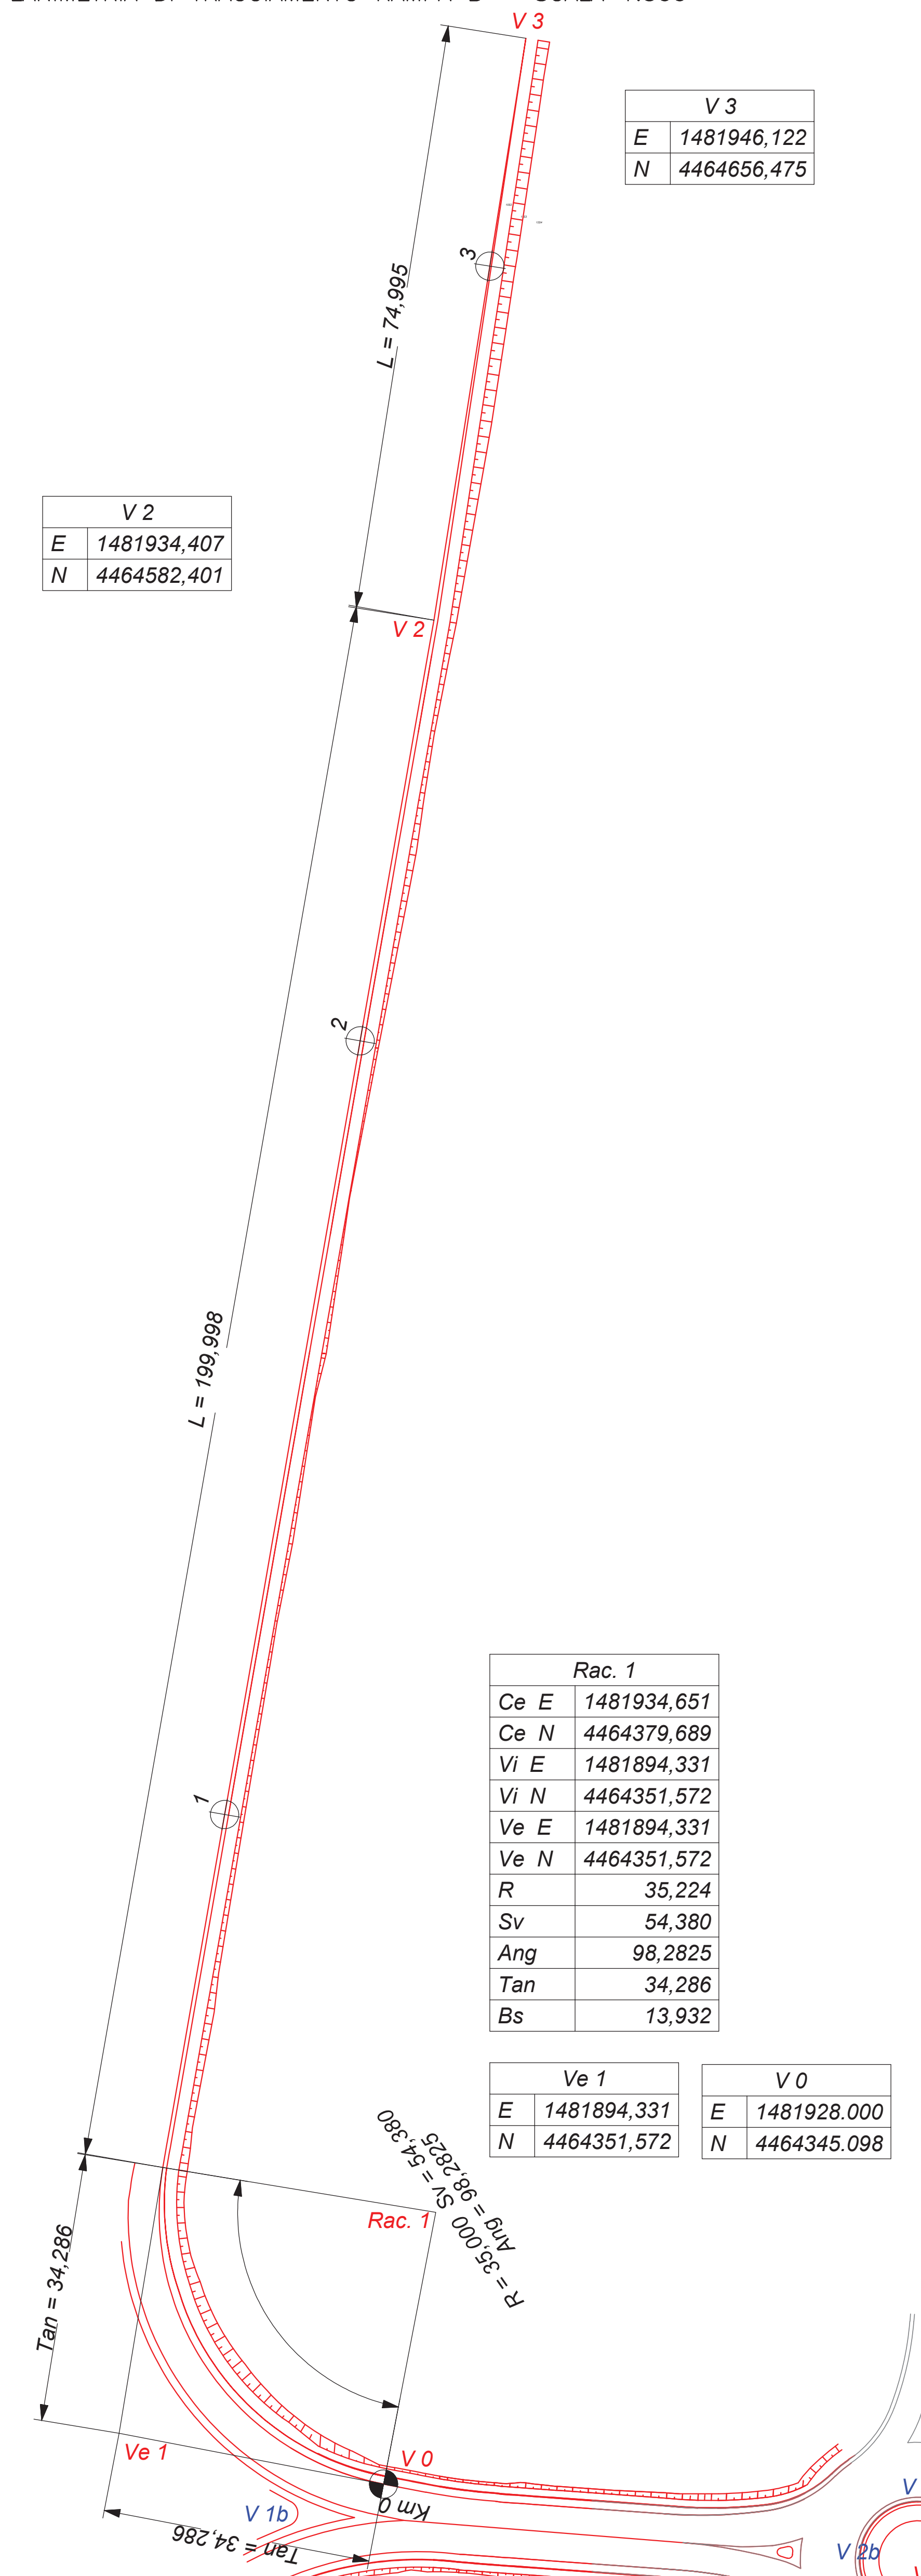 V 3
V 3
E 1481946,122
N 4464656,475
3
L = 74,995
V 2
E 1481934,407
N 4464582,401
V 2
2
L = 199,998
Rac. 1
Ce E 1481934,651
Ce N 4464379,689
Vi E 1481894,331
Vi N 4464351,572
Ve E 1481894,331
Ve N 4464351,572
R 35,224
Sv 54,380
Ang 98,2825
Tan 34,286
Bs 13,932
1
Ve 1
E 1481894,331
N 4464351,572
V 0
E 1481928.000
N 4464345.098
R = 35,000 Sv = 54,380
Ang = 98,2825
Rac. 1
Tan = 34,286
Ve 1
V 0
Km 0
V 1b
Tan = 34,286
V
V 2b